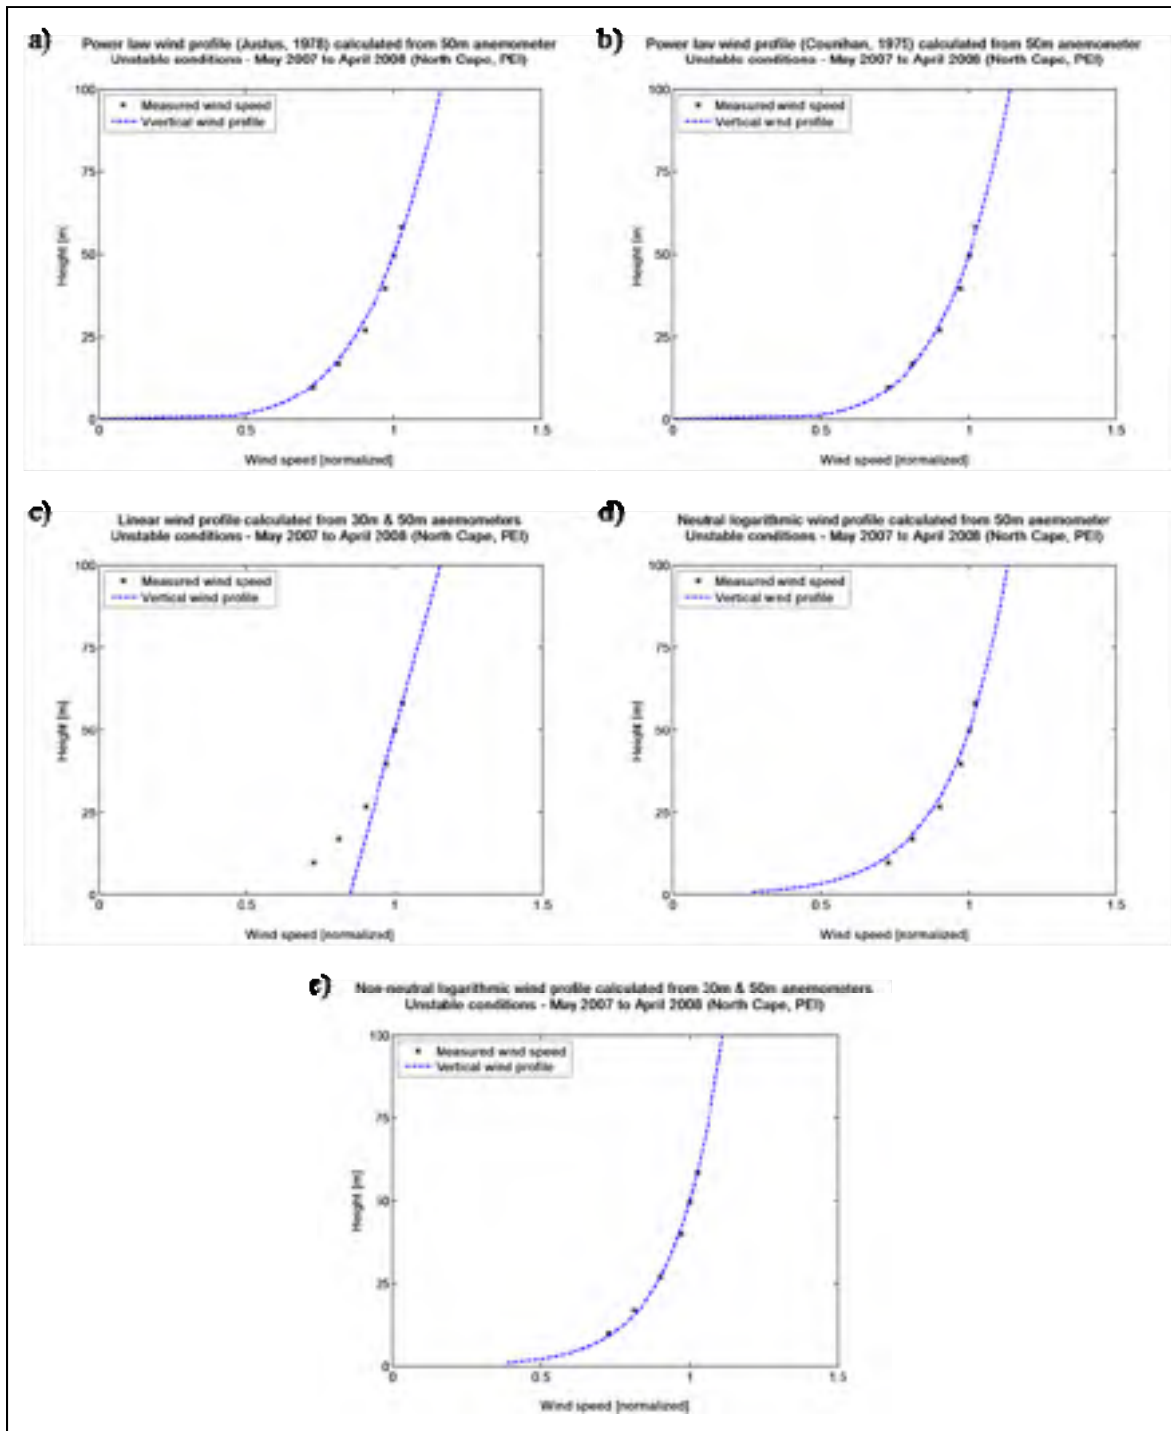 a)
Power law wind profile (Justus, 1978) calculated from 50m anemometer
Unstable conditions - May 2007 to April 2008 (North Cape, PEI)
100
75
50
25
0
Measured wind speed
Vvertical wind profile
Height [m]
0 0.5 1 1.5
Wind speed [normalized]
b)
Power law wind profile (Counihan, 1975) calculated from 50m anemometer
Unstable conditions - May 2007 to April 2008 (North Cape, PEI)
100
75
50
25
0
Measured wind speed
Vertical wind profile
Height [m]
0 0.5 1 1.5
Wind speed [normalized]
c)
Linear wind profile calculated from 30m & 50m anemometers
Unstable conditions - May 2007 to April 2008 (North Cape, PEI)
100
75
50
25
0
Measured wind speed
Vertical wind profile
Height [m]
0 0.5 1 1.5
Wind speed [normalized]
d)
Neutral logarithmic wind profile calculated from 50m anemometer
Unstable conditions - May 2007 to April 2008 (North Cape, PEI)
100
75
50
25
0
Measured wind speed
Vertical wind profile
Height [m]
0 0.5 1 1.5
Wind speed [normalized]
e)
Non-neutral logarithmic wind profile calculated from 30m & 50m anemometers
Unstable conditions - May 2007 to April 2008 (North Cape, PEI)
100
75
50
25
0
Measured wind speed
Vertical wind profile
Height [m]
0 0.5 1 1.5
Wind speed [normalized]